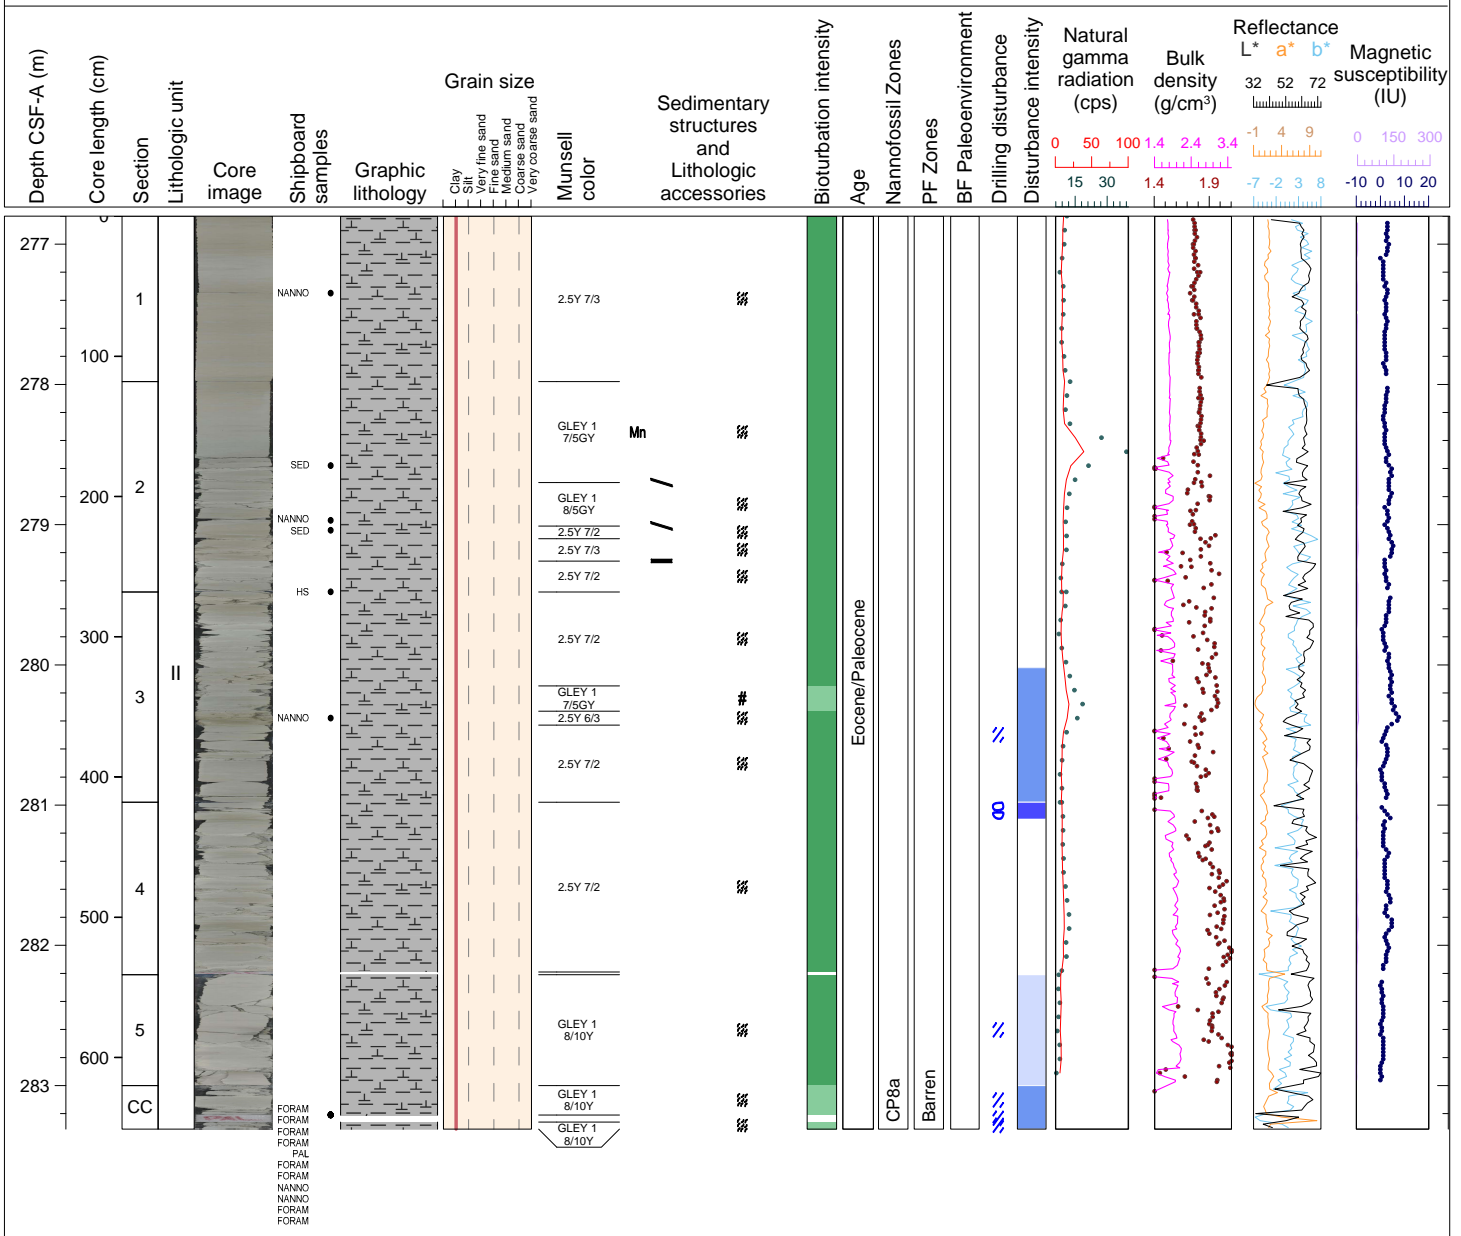 Depth CSF-A (m)
Core length (cm)
Section
Lithologic unit
Core
image
Shipboard
samples
Graphic
lithology
Grain size
Clay
Silt
Very fine sand
Fine sand
Medium sand
Coarse sand
Very coarse sand
Munsell
color
Sedimentary
structures
and
Lithologic
accessories
Bioturbation intensity
Age
Nannofossil Zones
PF Zones
BF Paleoenvironment
Drilling disturbance
Disturbance intensity
Natural
gamma
radiation
(cps)
0 50 100
15 30
Bulk
density
(g/cm³)
1.4 2.4 3.4
1.4 1.9
Reflectance
L* a* b*
32 52 72
-1 4 9
-7 -2 3 8
Magnetic
susceptibility
(IU)
0 150 300
-10 0 10 20
277
278
279
280
281
282
283
0
100
200
300
400
500
600
1
2
3
4
5
CC
II
NANNO
SED
NANNO
SED
HS
NANNO
FORAM
FORAM
FORAM
FORAM
PAL
FORAM
FORAM
NANNO
NANNO
FORAM
FORAM
2.5Y 7/3
GLEY 1
7/5GY
GLEY 1
8/5GY
2.5Y 7/2
2.5Y 7/3
2.5Y 7/2
2.5Y 7/2
GLEY 1
7/5GY
2.5Y 6/3
2.5Y 7/2
2.5Y 7/2
GLEY 1
8/10Y
GLEY 1
8/10Y
GLEY 1
8/10Y
Mn
#
Eocene/Paleocene
CP8a
Barren